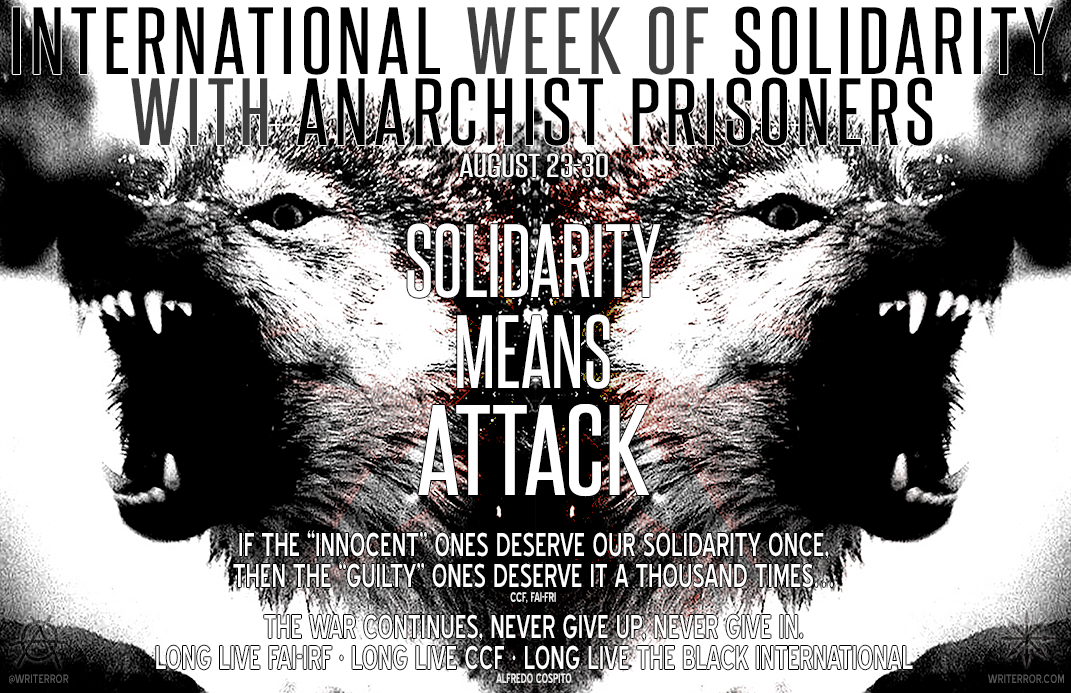 INTERNATIONAL WEEK OF SOLIDARITY
WITH ANARCHIST PRISONERS
AUGUST 23-30
SOLIDARITY
MEANS
ATTACK
IF THE “INNOCENT” ONES DESERVE OUR SOLIDARITY ONCE,
THEN THE “GUILTY” ONES DESERVE IT A THOUSAND TIMES...
CCF, FAI-FRI
THE WAR CONTINUES, NEVER GIVE UP, NEVER GIVE IN.
LONG LIVE FAI-IRF · LONG LIVE CCF · LONG LIVE THE BLACK INTERNATIONAL
ALFREDO COSPITO
@WRITERROR
WRITERROR.COM